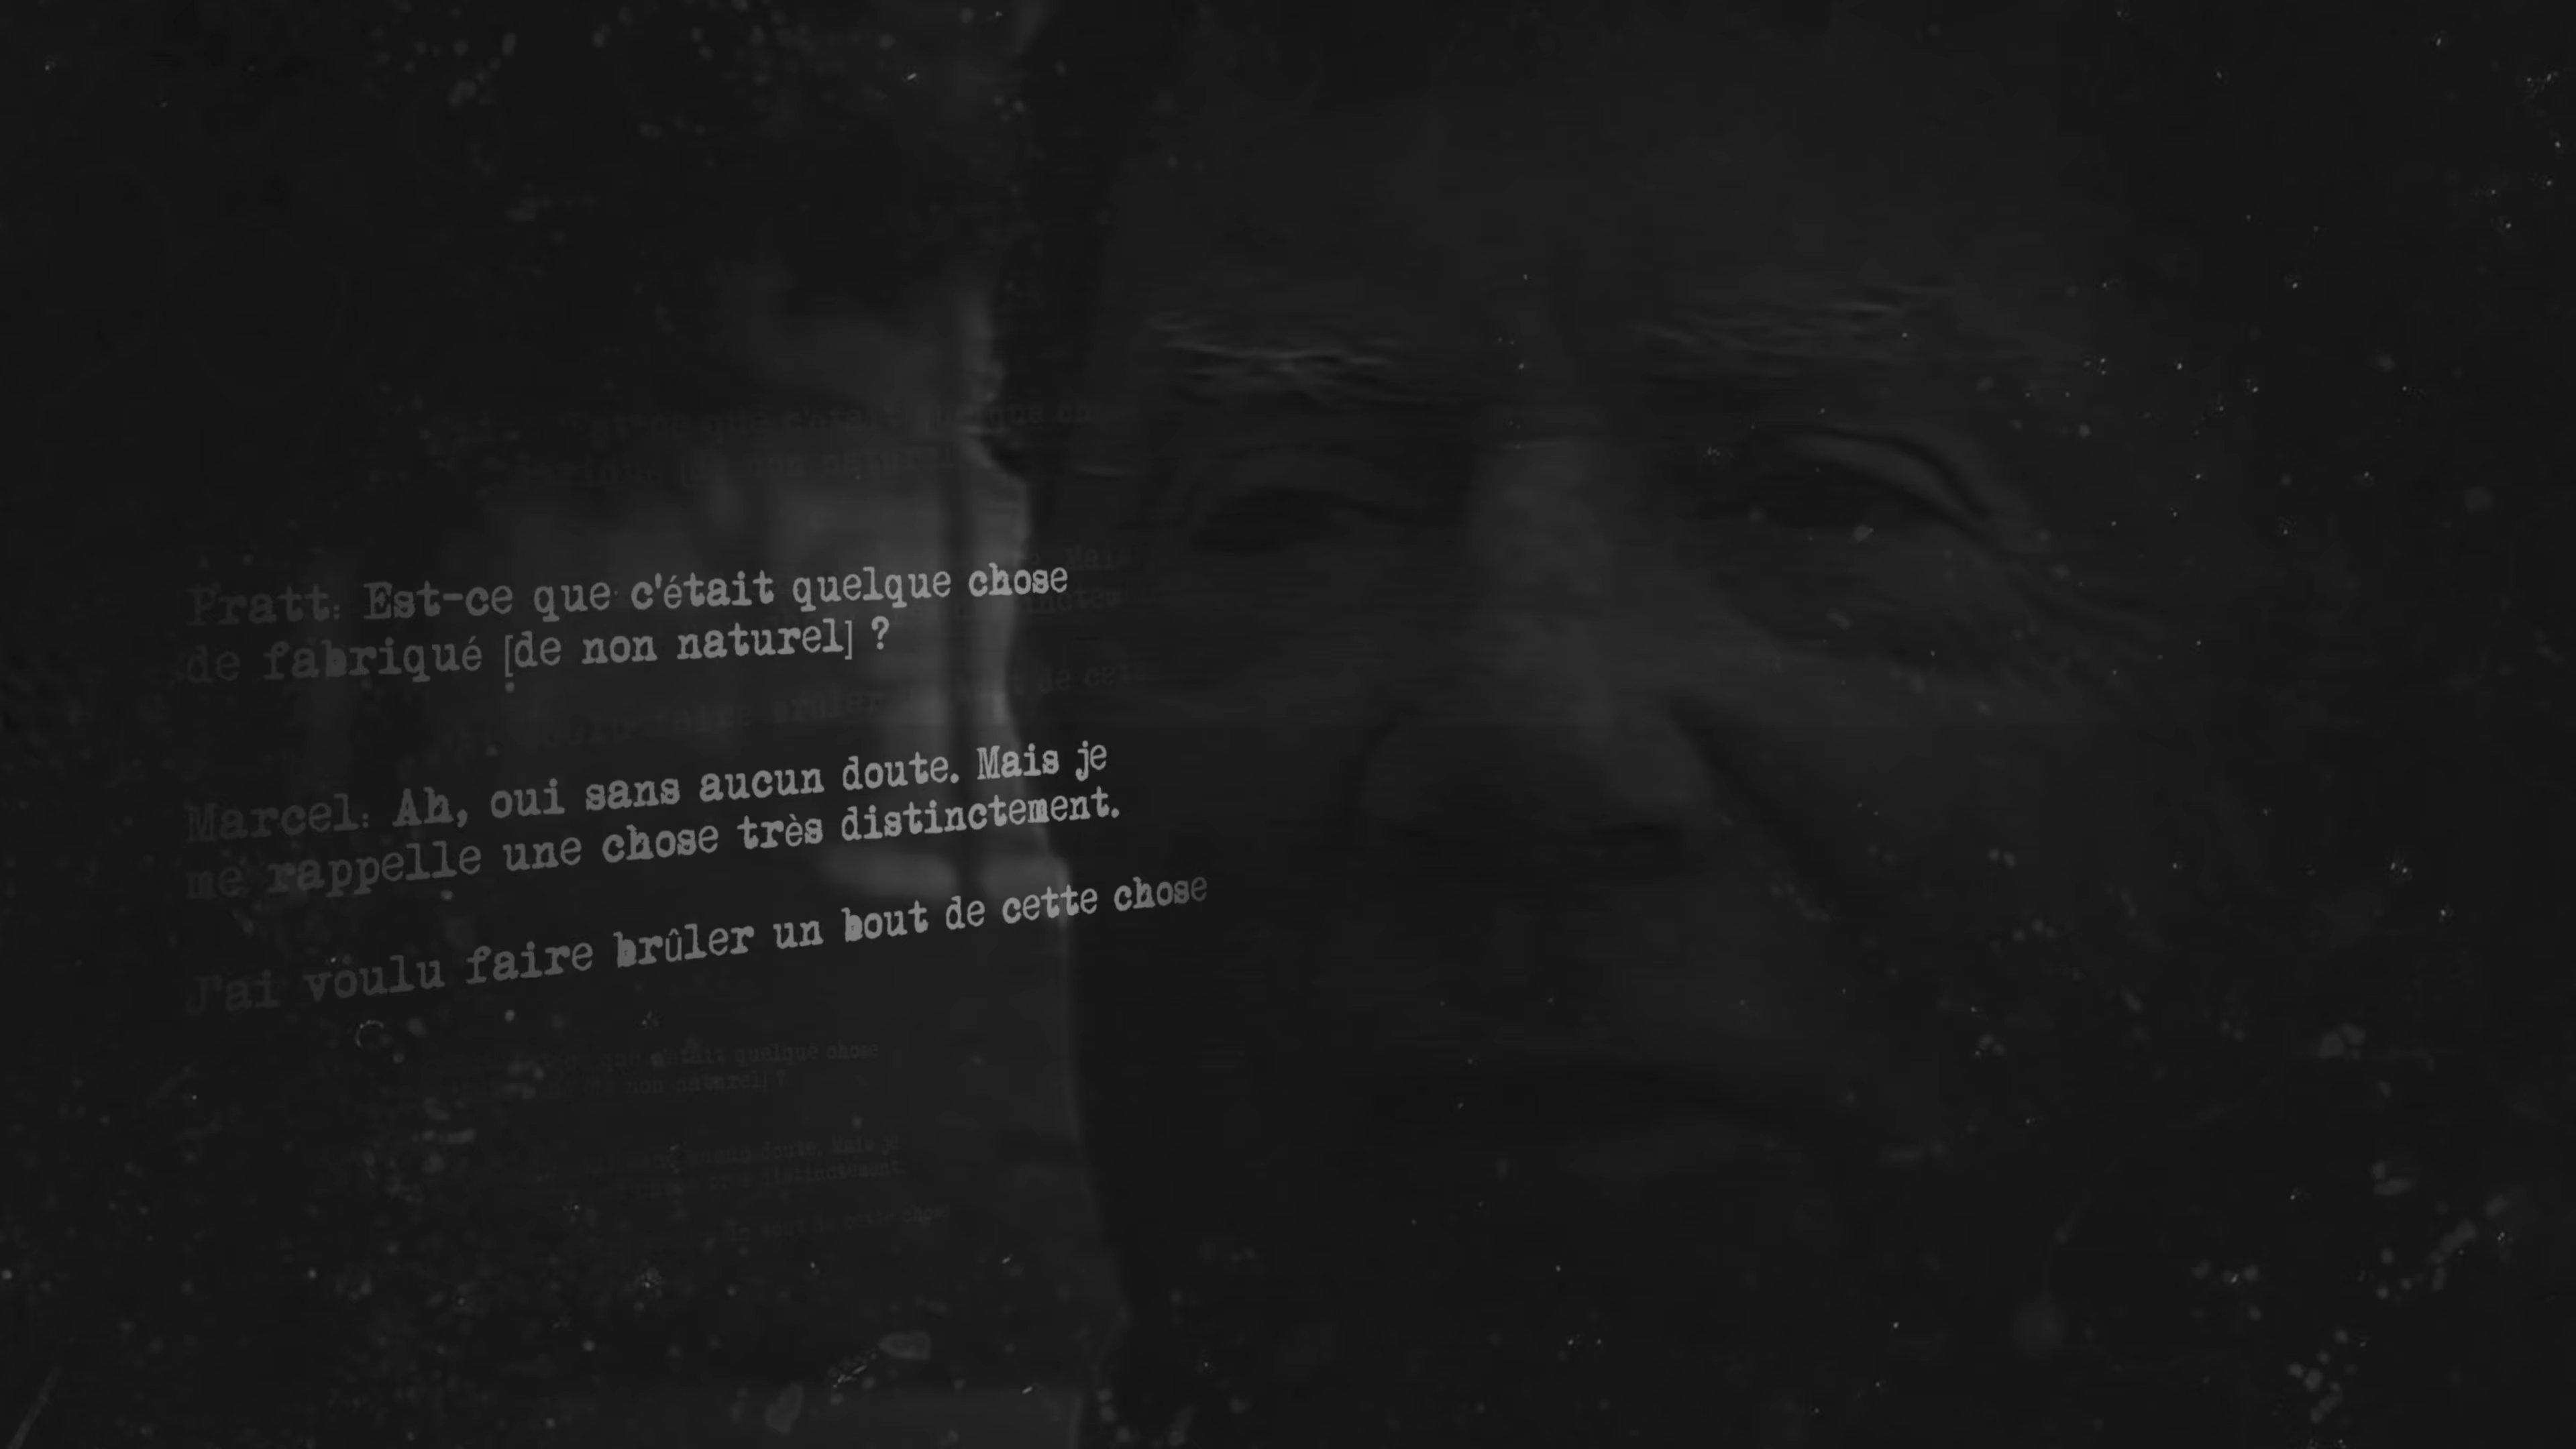 Pratt: Est-ce que c'était quelque chose
de fabriqué [de non naturel] ?
Marcel: Ah, oui sans aucun doute. Mais je
me rappelle une chose très distinctement.
J'ai voulu faire brûler un bout de cette chose